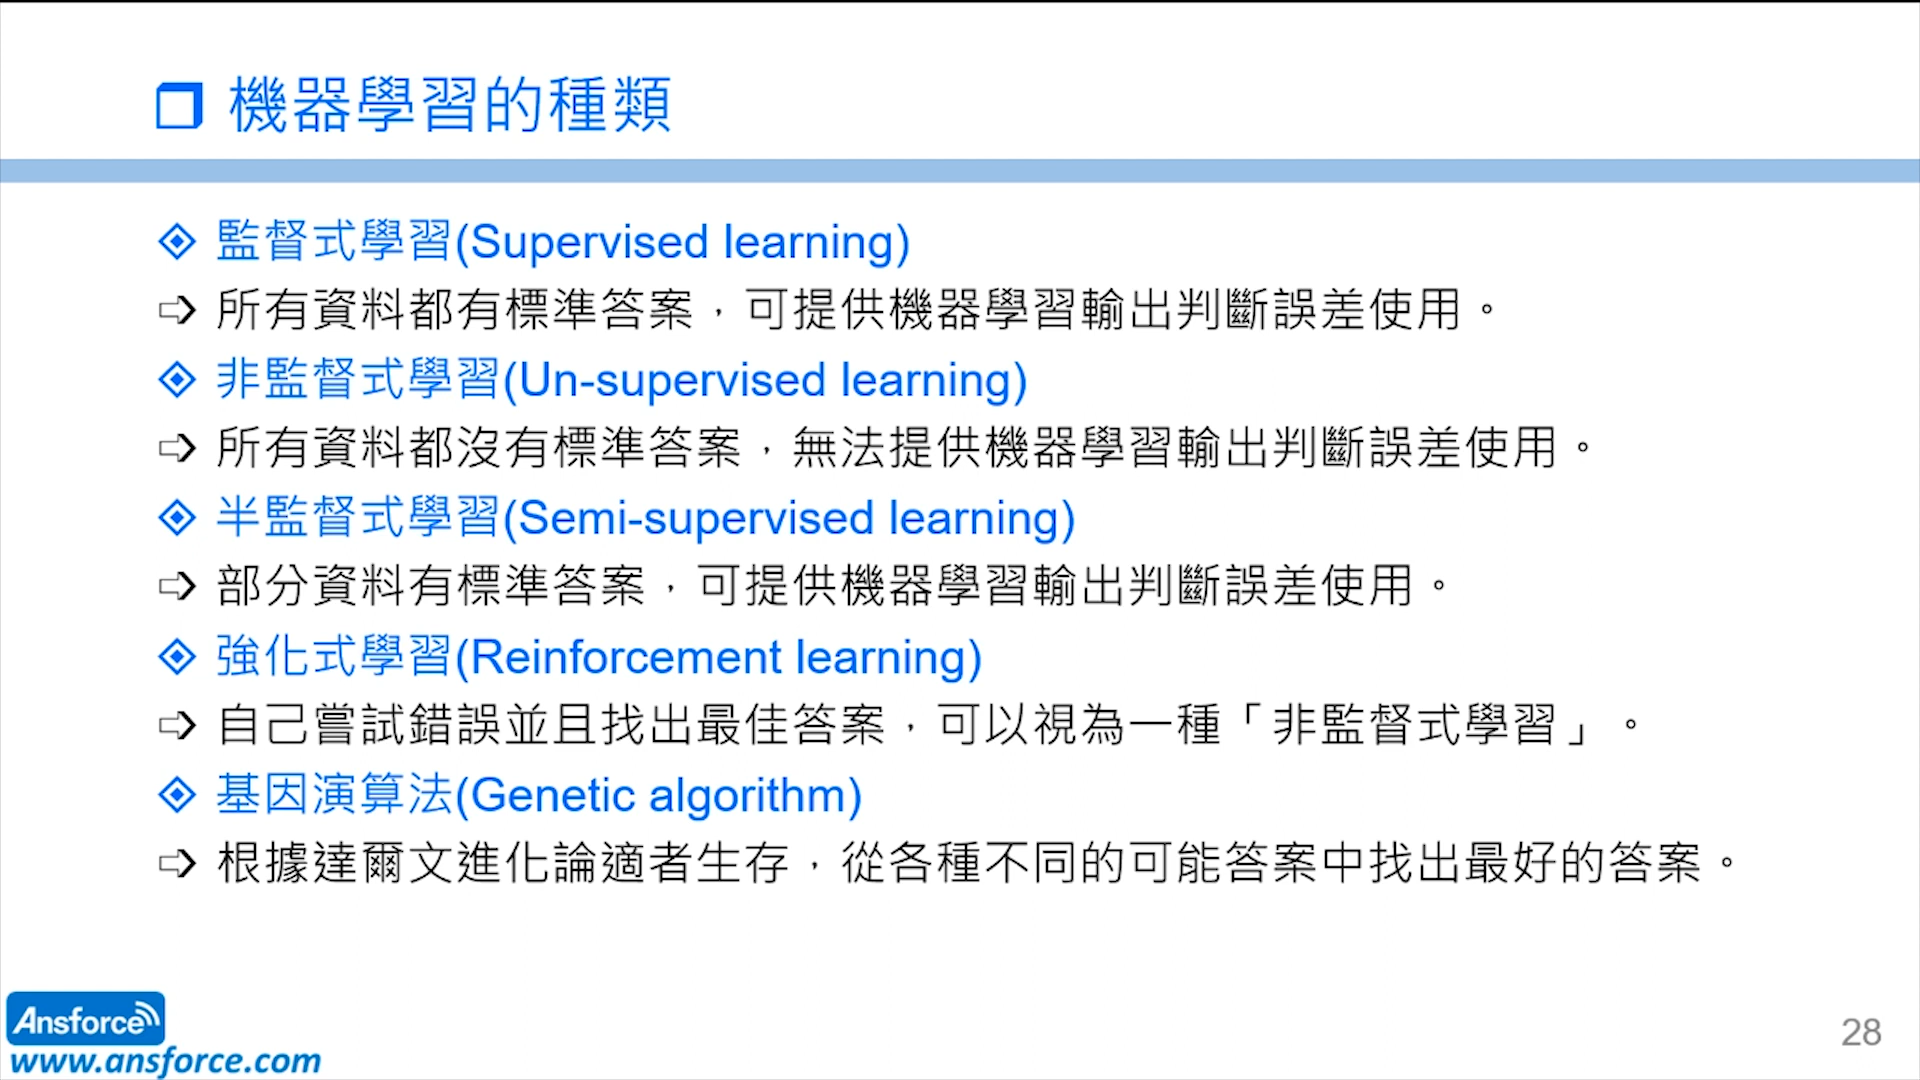 機器學習的種類
監督式學習(Supervised learning)
所有資料都有標準答案，可提供機器學習輸出判斷誤差使用。
非監督式學習(Un-supervised learning)
所有資料都沒有標準答案，無法提供機器學習輸出判斷誤差使用。
半監督式學習(Semi-supervised learning)
部分資料有標準答案，可提供機器學習輸出判斷誤差使用。
強化式學習(Reinforcement learning)
自己嘗試錯誤並且找出最佳答案，可以視為一種「非監督式學習」。
基因演算法(Genetic algorithm)
根據達爾文進化論適者生存，從各種不同的可能答案中找出最好的答案。
Ansforce
www.ansforce.com
28